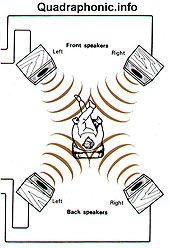 Quadraphonic.info
Front speakers
Left
Right
Left
Right
Back speakers